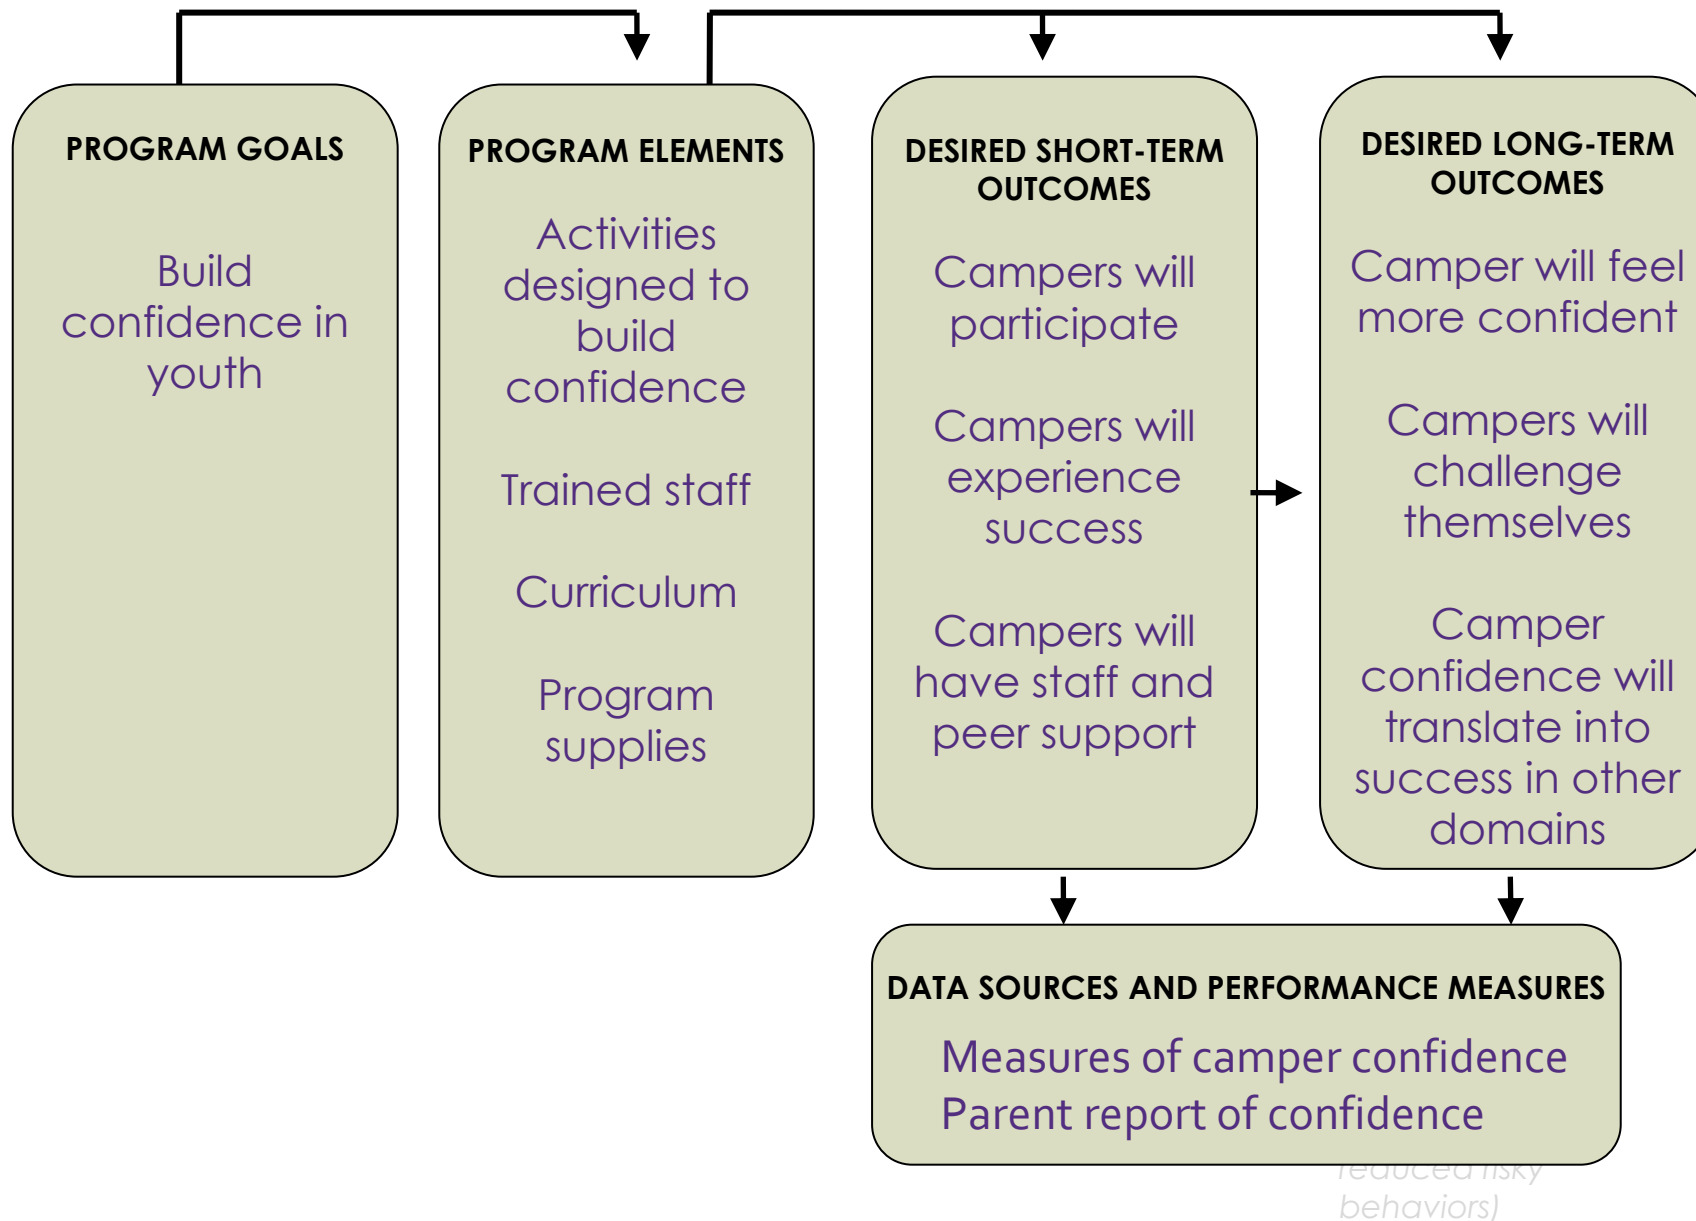 PROGRAM GOALS
Build
confidence in
youth
PROGRAM ELEMENTS
Activities
designed to
build
confidence
Trained staff
Curriculum
Program
supplies
DESIRED SHORT-TERM
OUTCOMES
Campers will
participate
Campers will
experience
success
Campers will
have staff and
peer support
DESIRED LONG-TERM
OUTCOMES
Camper will feel
more confident
Campers will
challenge
themselves
Camper
confidence will
translate into
success in other
domains
DATA SOURCES AND PERFORMANCE MEASURES
Measures of camper confidence
Parent report of confidence
reduced risky
behaviors)